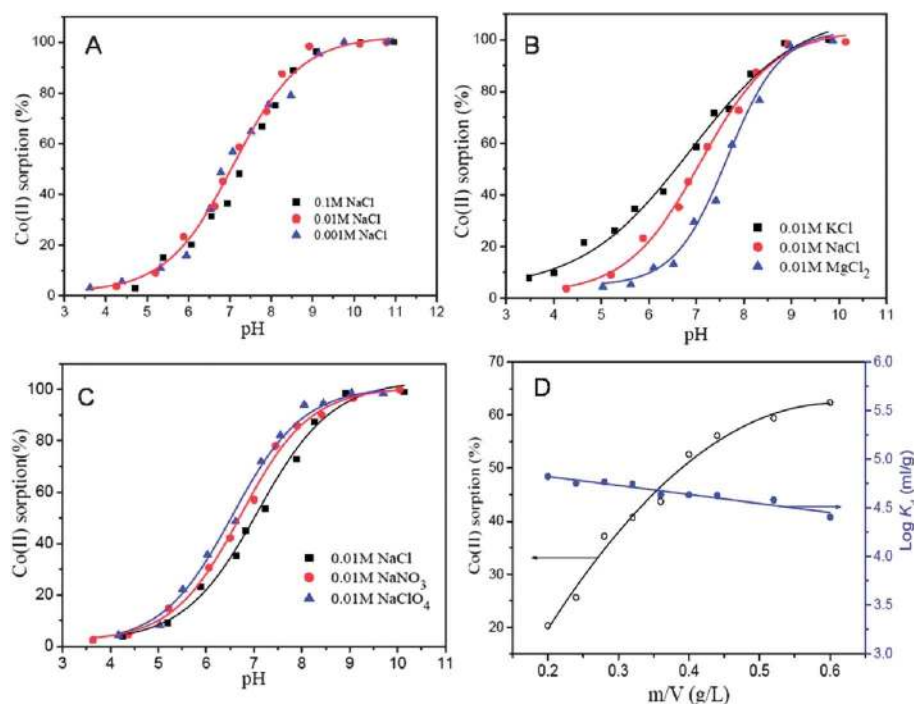 A
Co(II) sorption (%)
100
80
60
40
20
0
0.1M NaCl
0.01M NaCl
0.001M NaCl
3 4 5 6 7 8 9 10 11
pH
B
Co(II) sorption (%)
100
80
60
40
20
0
0.01M KCl
0.01M NaCl
0.01M MgCl2
3 4 5 6 7 8 9 10 11
pH
C
Co(II) sorption(%)
100
80
60
40
20
0
0.01M NaCl
0.01M NaNO3
0.01M NaClO4
3 4 5 6 7 8 9 10 11
pH
D
Co(II) sorption (%)
70
60
50
40
30
20
6.0
5.5
5.0
4.5
4.0
3.5
3.0
Log Kd (ml/g)
0.2 0.3 0.4 0.5 0.6
m/V (g/L)